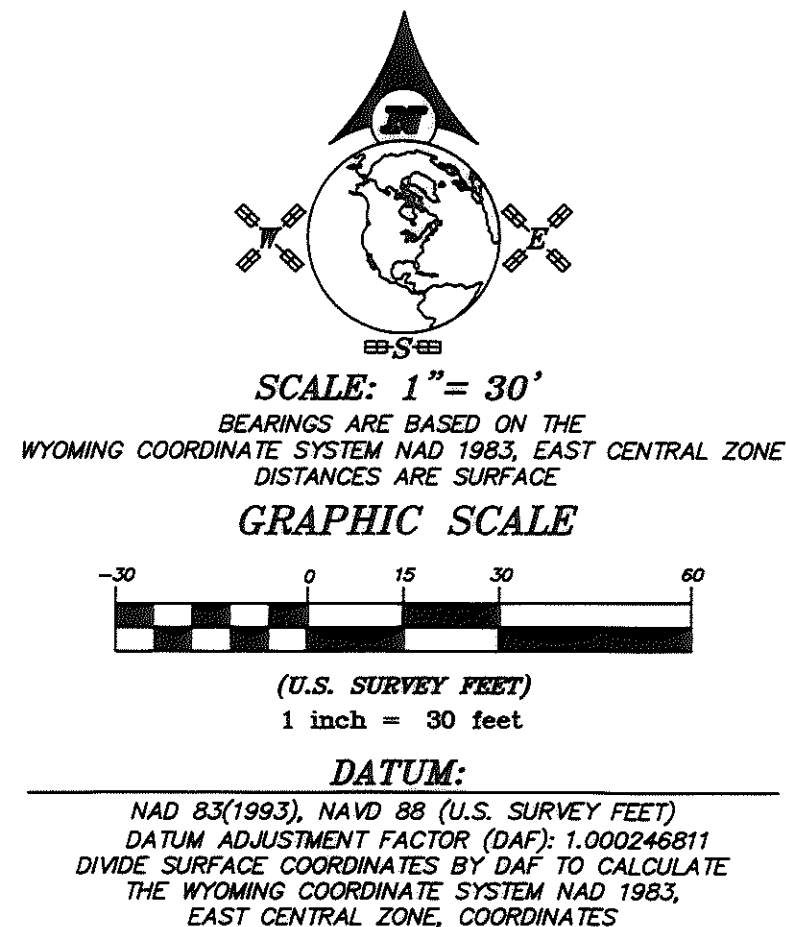 N
W E
S
SCALE: 1"= 30'
BEARINGS ARE BASED ON THE
WYOMING COORDINATE SYSTEM NAD 1983, EAST CENTRAL ZONE
DISTANCES ARE SURFACE
GRAPHIC SCALE
-30 0 15 30 60
(U.S. SURVEY FEET)
1 inch = 30 feet
DATUM:
NAD 83(1993), NAVD 88 (U.S. SURVEY FEET)
DATUM ADJUSTMENT FACTOR (DAF): 1.000246811
DIVIDE SURFACE COORDINATES BY DAF TO CALCULATE
THE WYOMING COORDINATE SYSTEM NAD 1983,
EAST CENTRAL ZONE, COORDINATES